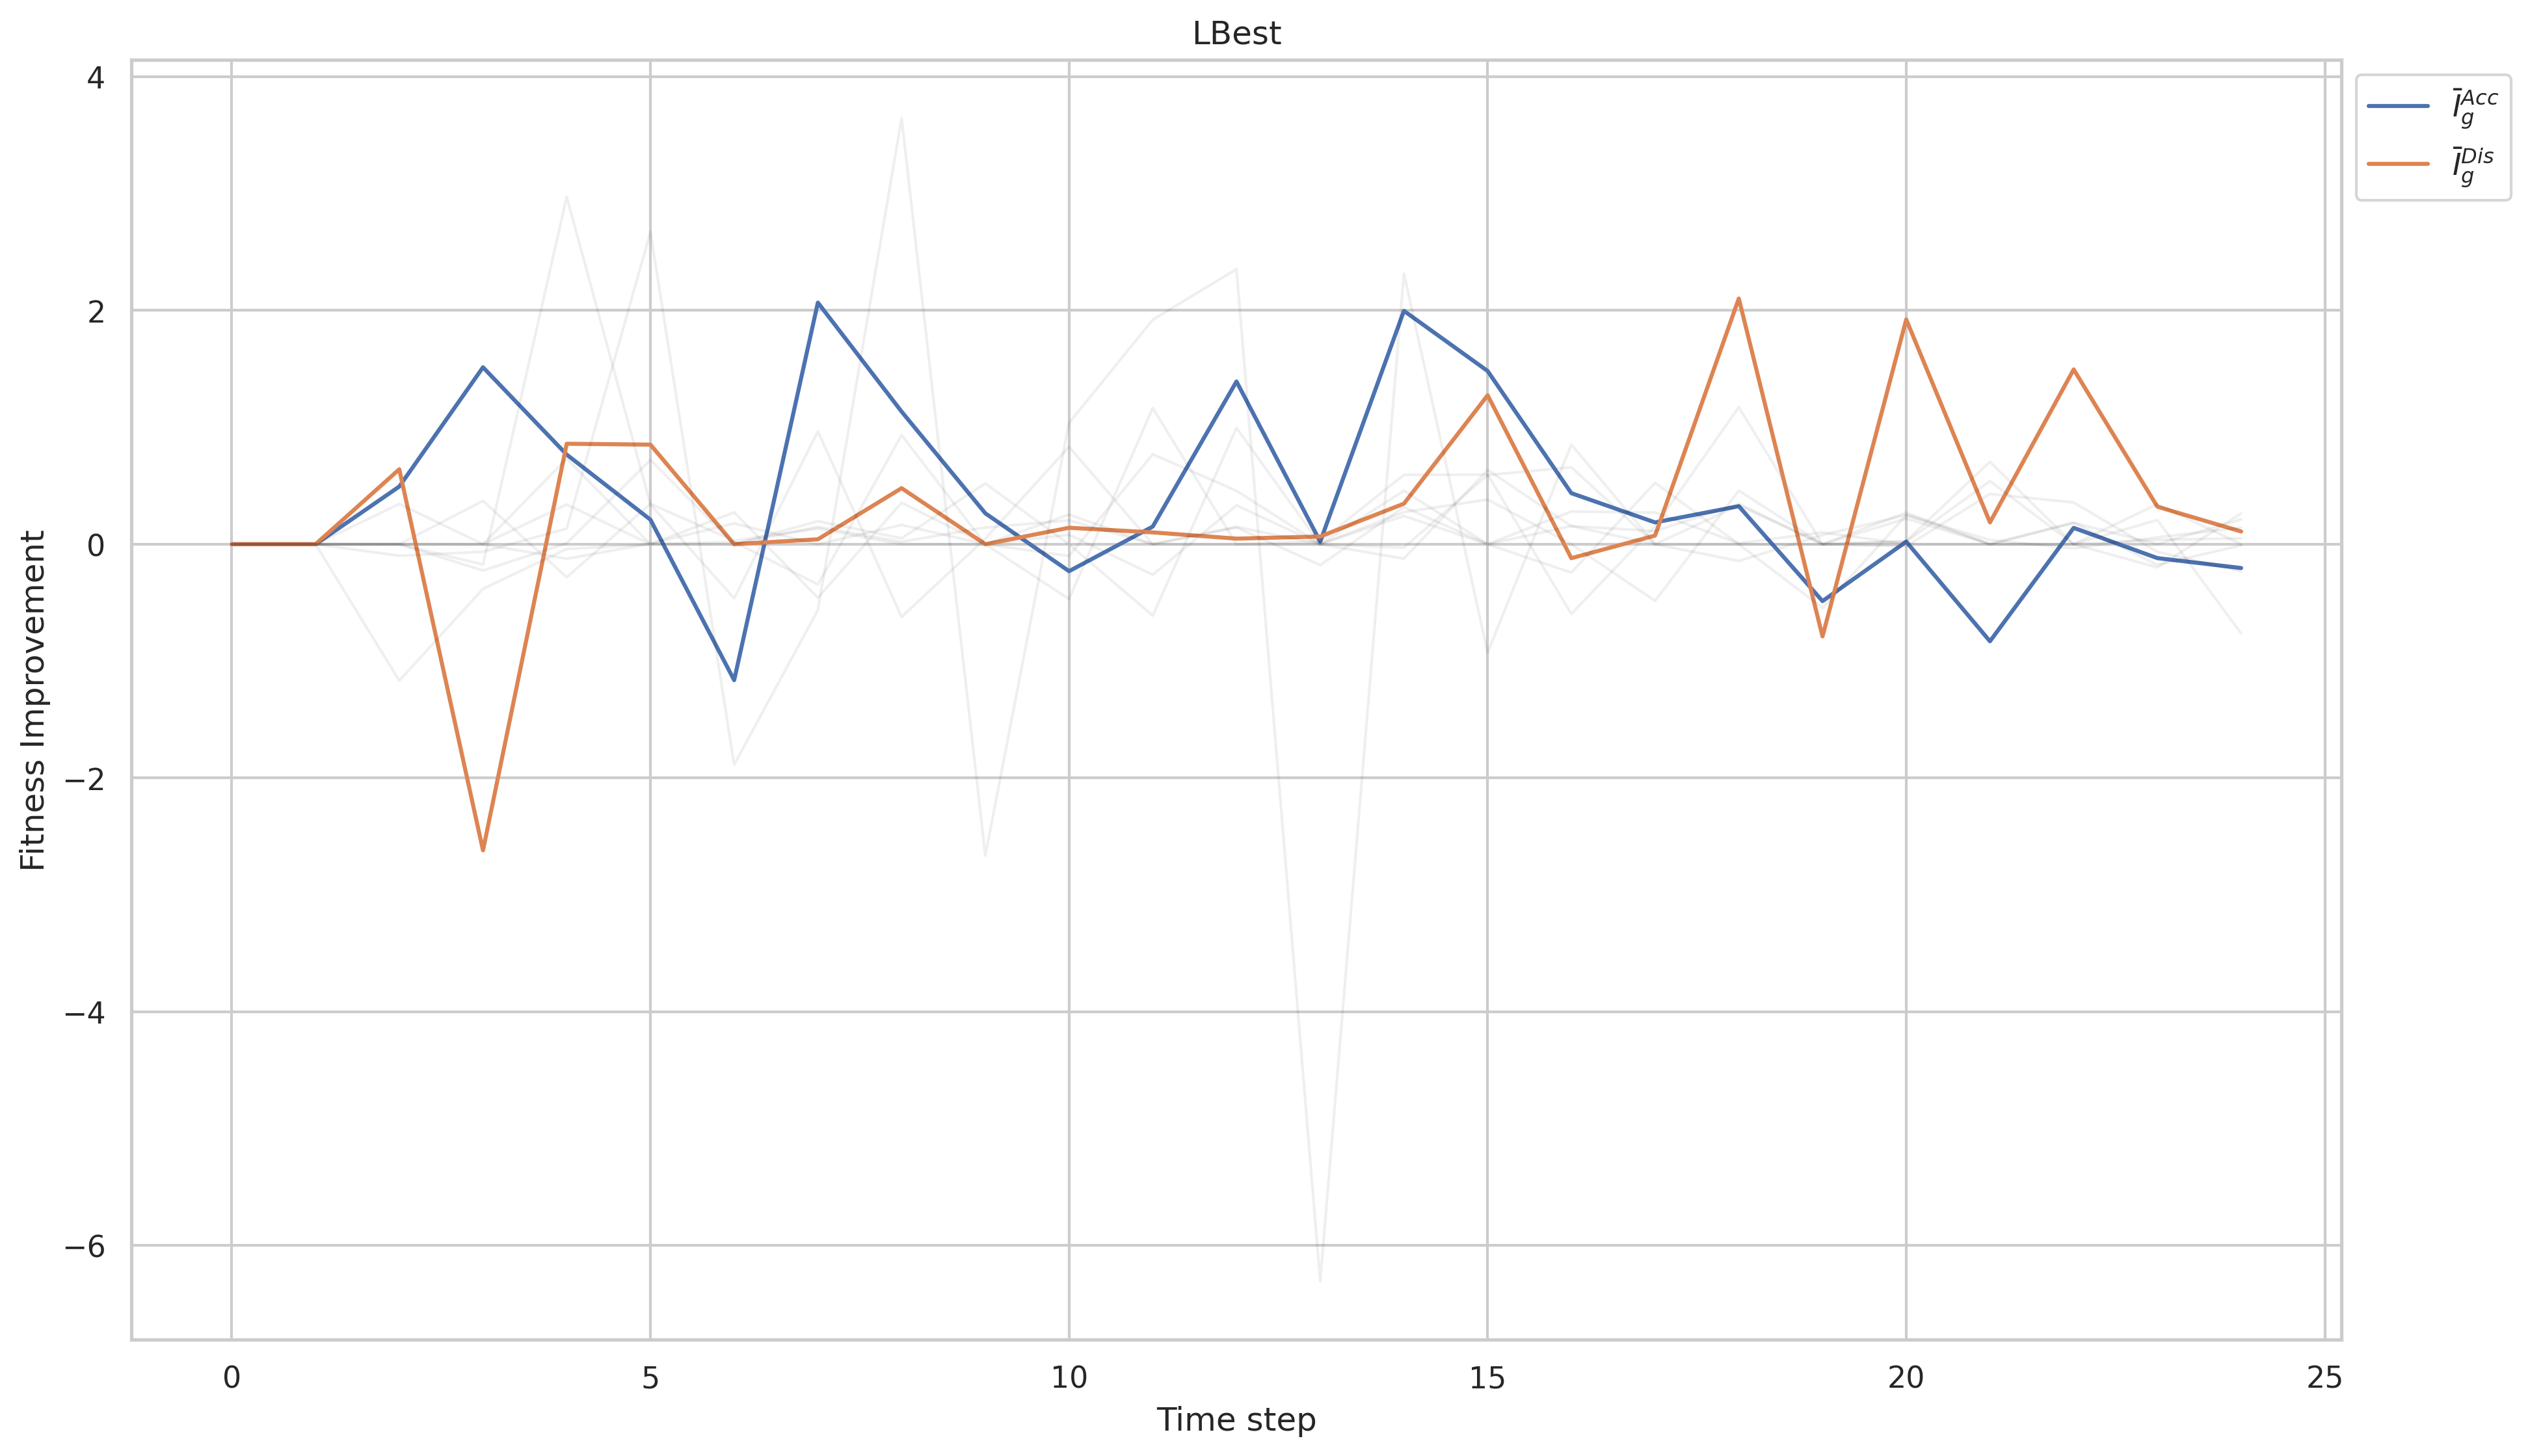 LBest
4
2
0
−2
−4
−6
Fitness Improvement
0 5 10 15 20 25
Time step
Ī_g^Acc
Ī_g^Dis